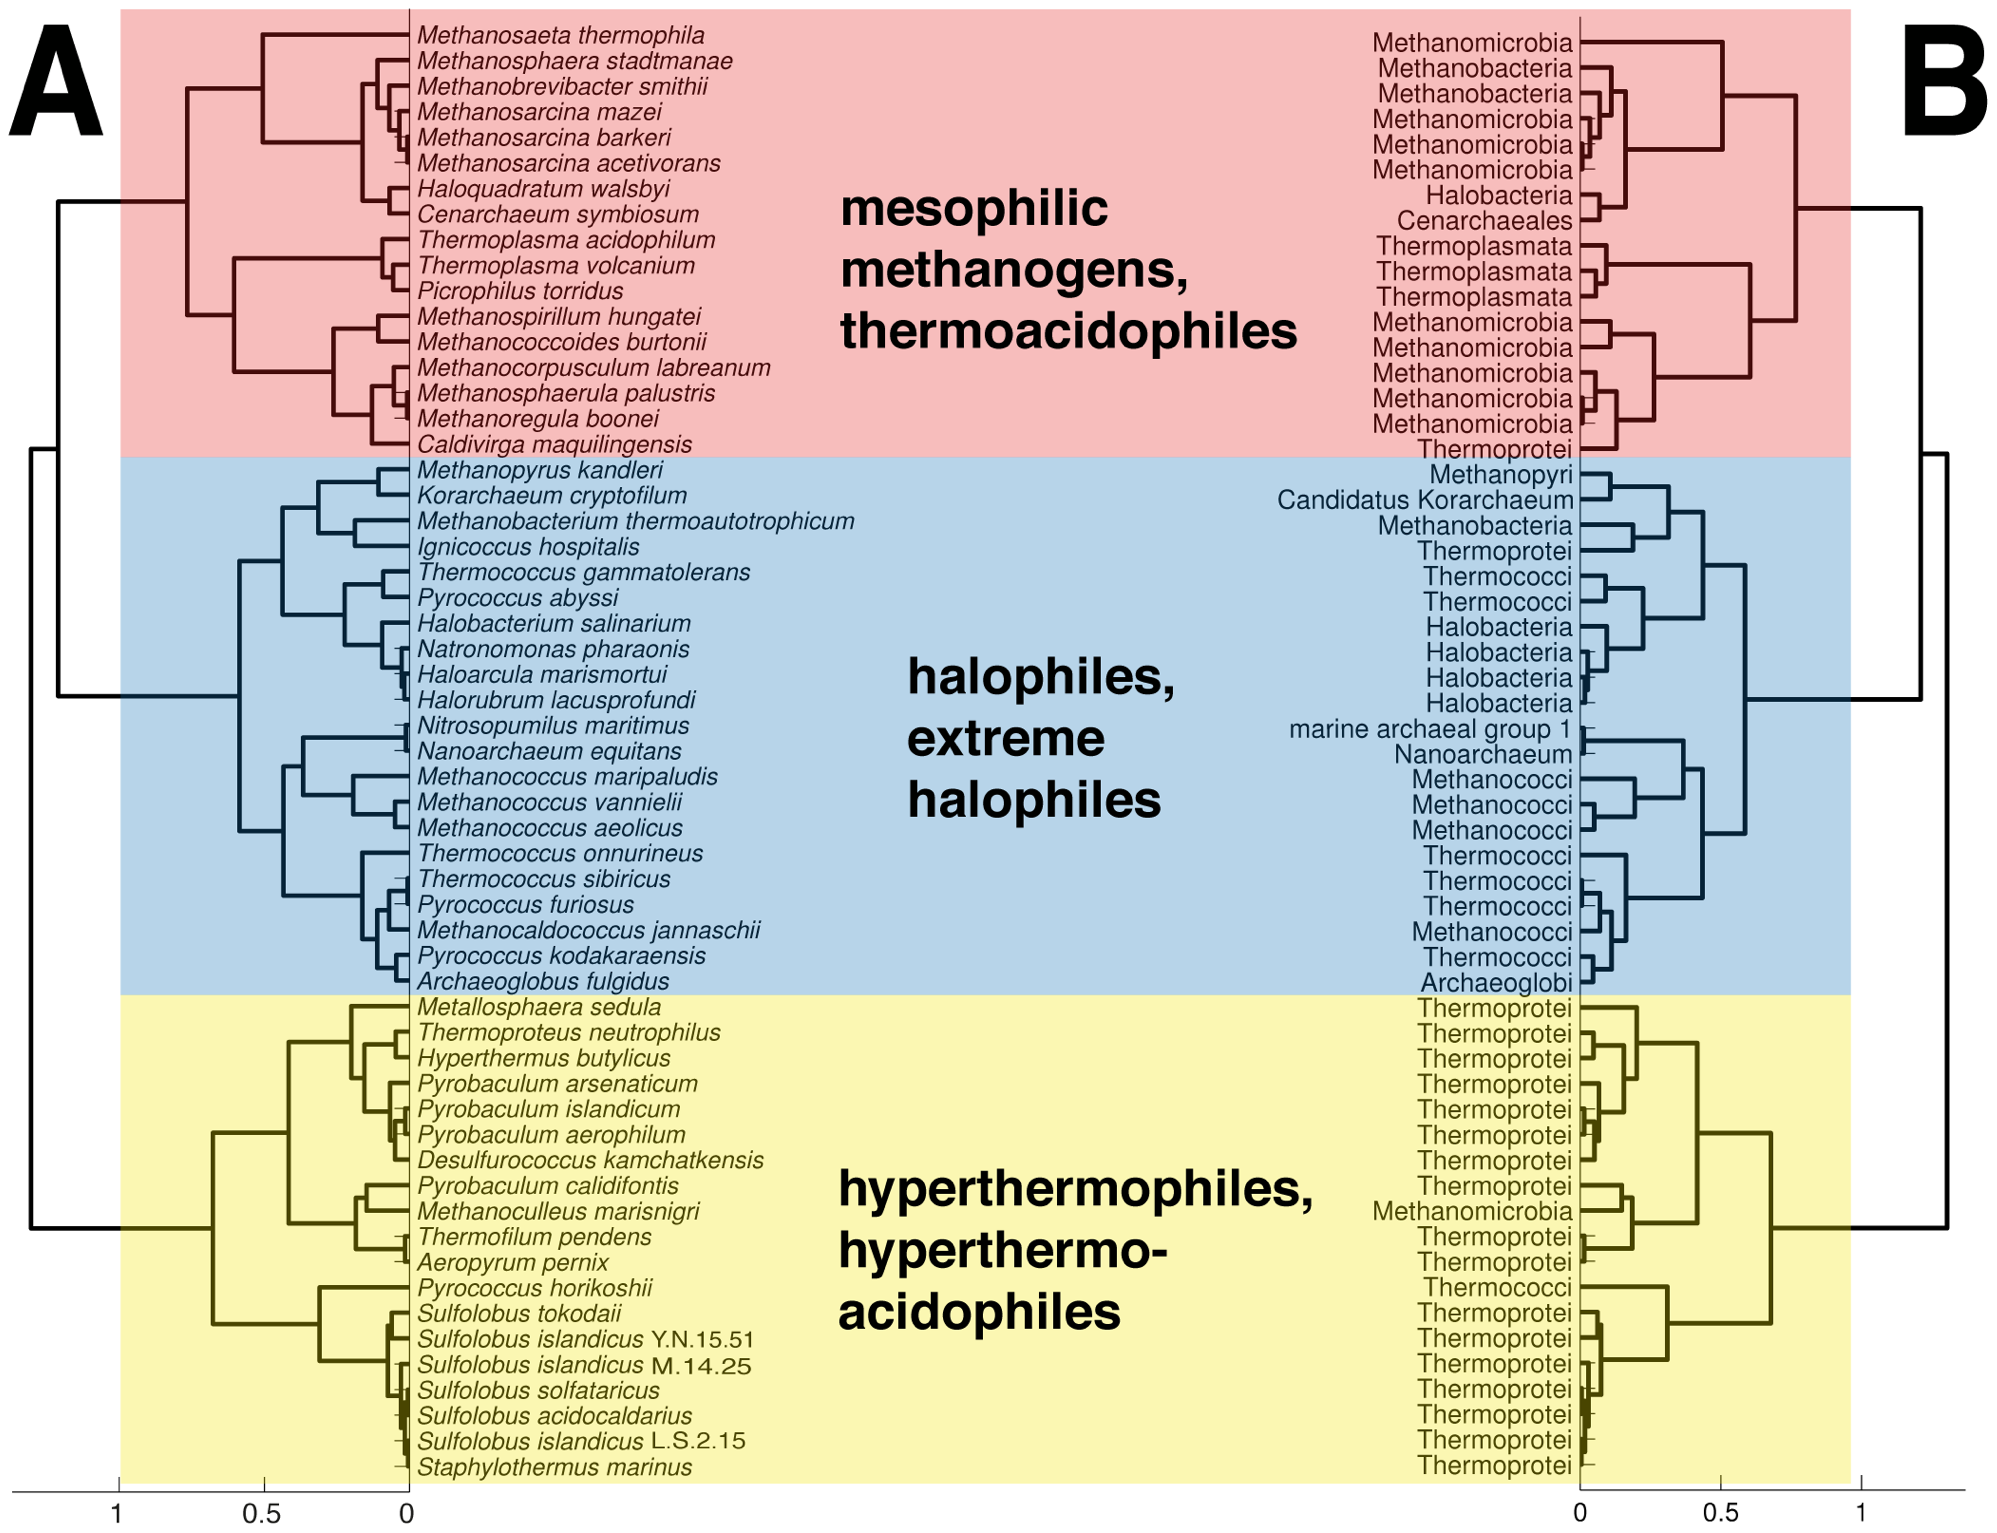 A
B
Methanosaeta thermophila
Methanosphaera stadtmanae
Methanobrevibacter smithii
Methanosarcina mazei
Methanosarcina barkeri
Methanosarcina acetivorans
Haloquadratum walsbyi
Cenarchaeum symbiosum
Thermoplasma acidophilum
Thermoplasma volcanium
Picrophilus torridus
Methanospirillum hungatei
Methanococcoides burtonii
Methanocorpusculum labreanum
Methanosphaerula palustris
Methanoregula boonei
Caldivirga maquilingensis
Methanopyrus kandleri
Korarchaeum cryptofilum
Methanobacterium thermoautotrophicum
Ignicoccus hospitalis
Thermococcus gammatolerans
Pyrococcus abyssi
Halobacterium salinarium
Natronomonas pharaonis
Haloarcula marismortui
Halorubrum lacusprofundi
Nitrosopumilus maritimus
Nanoarchaeum equitans
Methanococcus maripaludis
Methanococcus vannielii
Methanococcus aeolicus
Thermococcus onnurineus
Thermococcus sibiricus
Pyrococcus furiosus
Methanocaldococcus jannaschii
Pyrococcus kodakaraensis
Archaeoglobus fulgidus
Metallosphaera sedula
Thermoproteus neutrophilus
Hyperthermus butylicus
Pyrobaculum arsenaticum
Pyrobaculum islandicum
Pyrobaculum aerophilum
Desulfurococcus kamchatkensis
Pyrobaculum calidifontis
Methanoculleus marisnigri
Thermofilum pendens
Aeropyrum pernix
Pyrococcus horikoshii
Sulfolobus tokodaii
Sulfolobus islandicus Y.N.15.51
Sulfolobus islandicus M.14.25
Sulfolobus solfataricus
Sulfolobus acidocaldarius
Sulfolobus islandicus L.S.2.15
Staphylothermus marinus
1 0.5 0
mesophilic
methanogens,
thermoacidophiles
halophiles,
extreme
halophiles
hyperthermophiles,
hyperthermo-
acidophiles
Methanomicrobia
Methanobacteria
Methanobacteria
Methanomicrobia
Methanomicrobia
Methanomicrobia
Halobacteria
Cenarchaeales
Thermoplasmata
Thermoplasmata
Thermoplasmata
Methanomicrobia
Methanomicrobia
Methanomicrobia
Methanomicrobia
Methanomicrobia
Thermoprotei
Methanopyri
Candidatus Korarchaeum
Methanobacteria
Thermoprotei
Thermococci
Thermococci
Halobacteria
Halobacteria
Halobacteria
Halobacteria
marine archaeal group 1
Nanoarchaeum
Methanococci
Methanococci
Methanococci
Thermococci
Thermococci
Thermococci
Methanococci
Thermococci
Archaeoglobi
Thermoprotei
Thermoprotei
Thermoprotei
Thermoprotei
Thermoprotei
Thermoprotei
Thermoprotei
Thermoprotei
Methanomicrobia
Thermoprotei
Thermoprotei
Thermococci
Thermoprotei
Thermoprotei
Thermoprotei
Thermoprotei
Thermoprotei
Thermoprotei
Thermoprotei
0 0.5 1